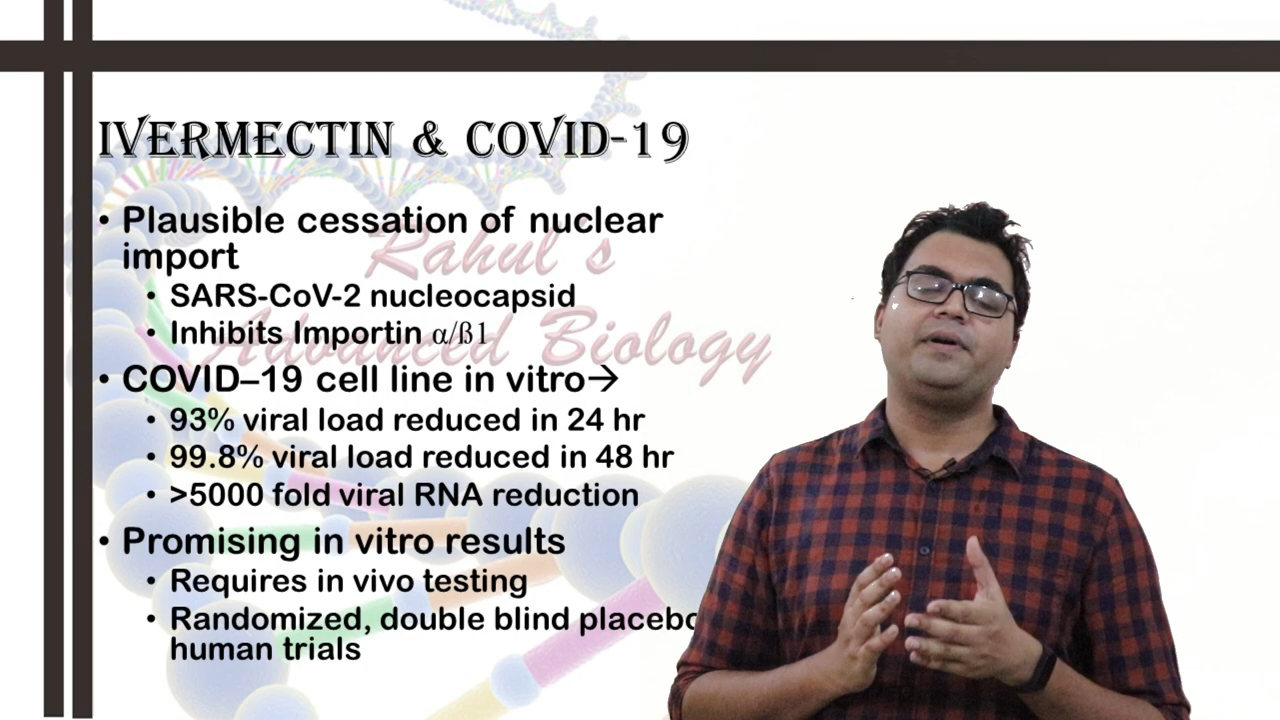 IVERMECTIN & COVID-19
• Plausible cessation of nuclear
import
• SARS-CoV-2 nucleocapsid
• Inhibits Importin α/ß1
• COVID–19 cell line in vitro→
• 93% viral load reduced in 24 hr
• 99.8% viral load reduced in 48 hr
• >5000 fold viral RNA reduction
• Promising in vitro results
• Requires in vivo testing
• Randomized, double blind placebo
human trials
Rahul's
Advanced Biology